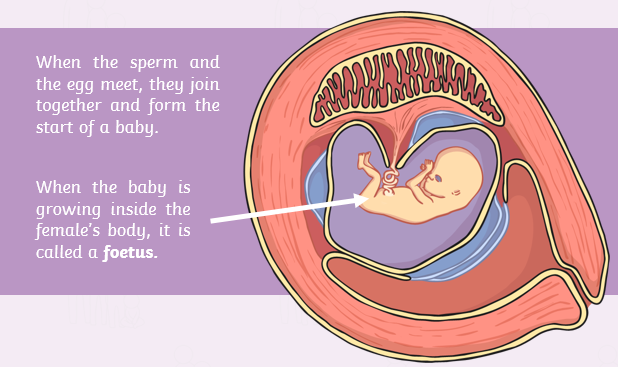 When the sperm and
the egg meet, they join
together and form the
start of a baby.
When the baby is
growing inside the
female's body, it is
called a foetus.